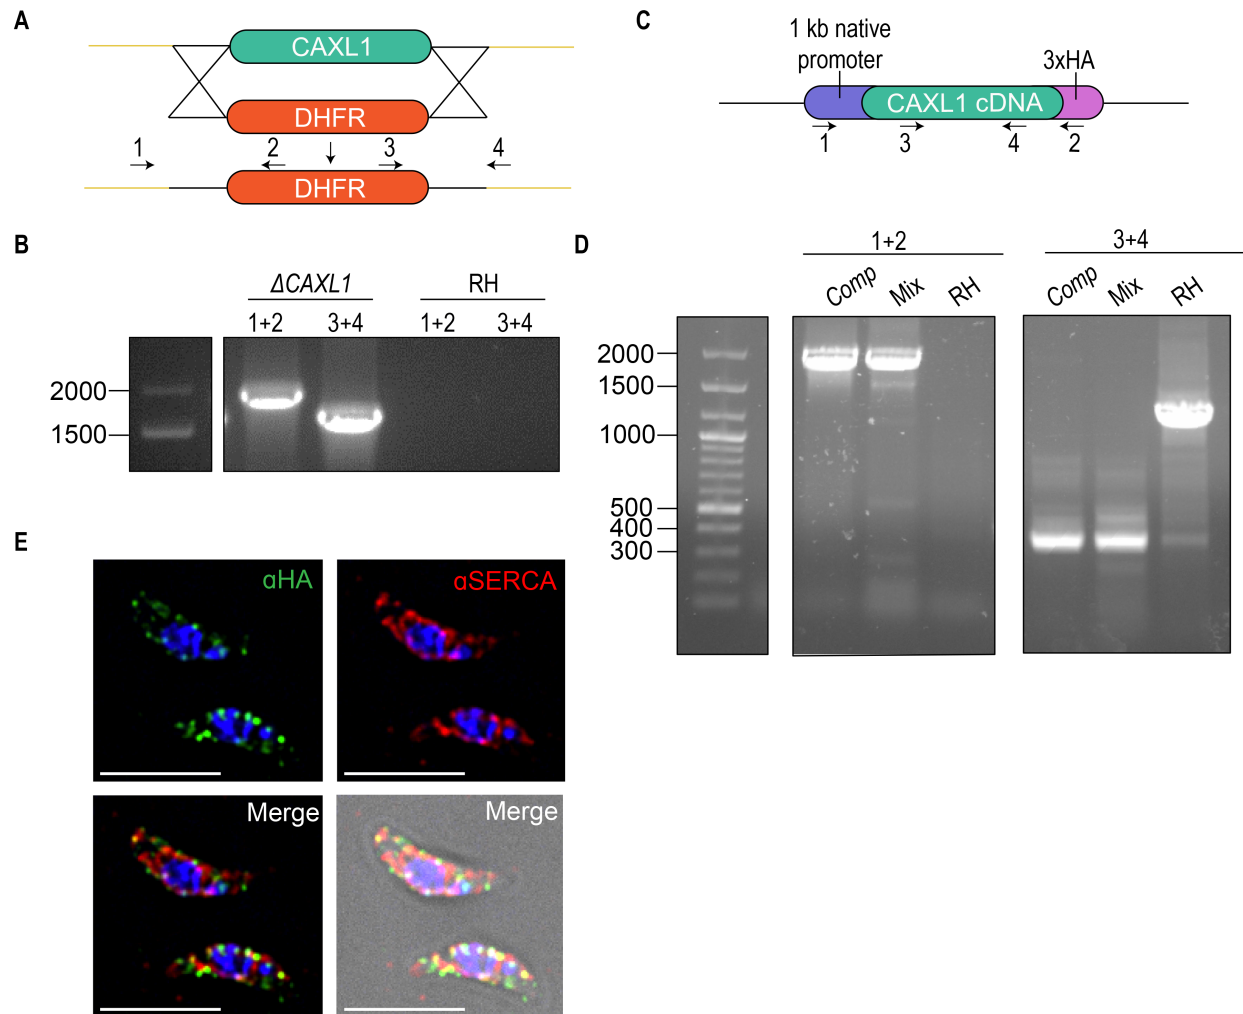 A
CAXL1
DHFR
1 2 3 4
DHFR
B
ΔCAXL1 RH
1+2 3+4 1+2 3+4
2000
1500
C
1 kb native
promoter
3xHA
CAXL1 cDNA
1 3 4 2
D
1+2 3+4
Comp Mix RH Comp Mix RH
2000
1500
1000
500
400
300
E
αHA
αSERCA
Merge
Merge